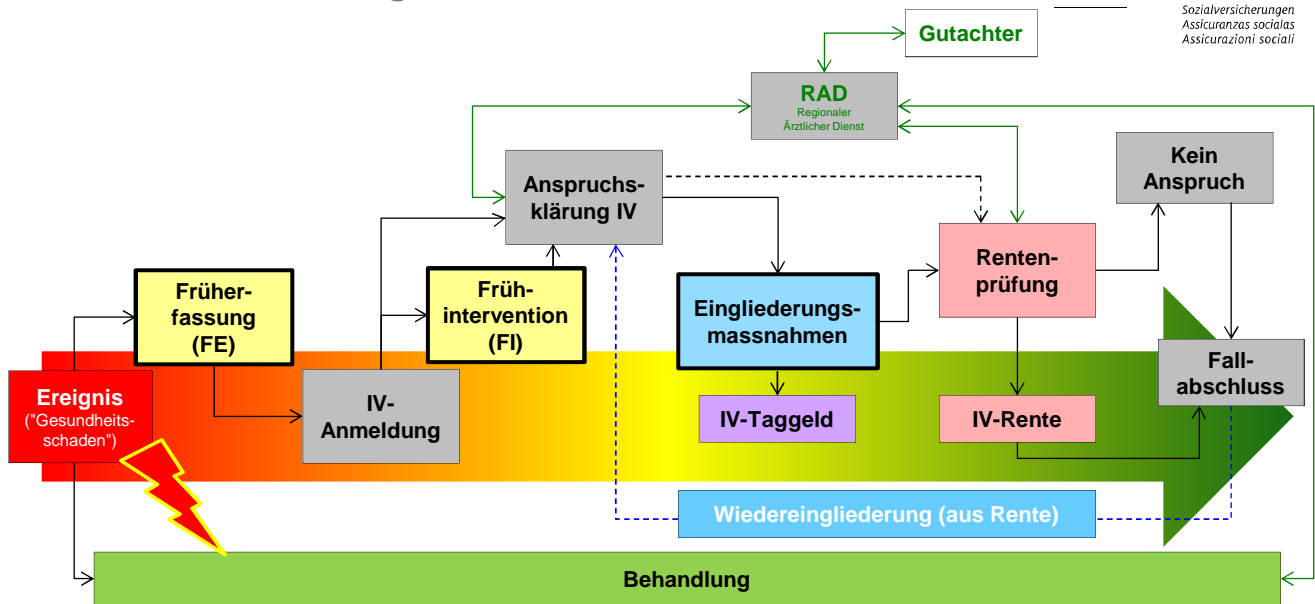 Sozialversicherungen
Assicuranzas socialas
Assicurazioni sociali
Gutachter
RAD
Regionaler
Ärztlicher Dienst
Kein
Anspruch
Anspruchs-
klärung IV
Renten-
prüfung
Früher-
fassung
(FE)
Früh-
intervention
(FI)
Eingliederungs-
massnahmen
Fall-
abschluss
Ereignis
("Gesundheits-
schaden")
IV-
Anmeldung
IV-Taggeld
IV-Rente
Wiedereingliederung (aus Rente)
Behandlung